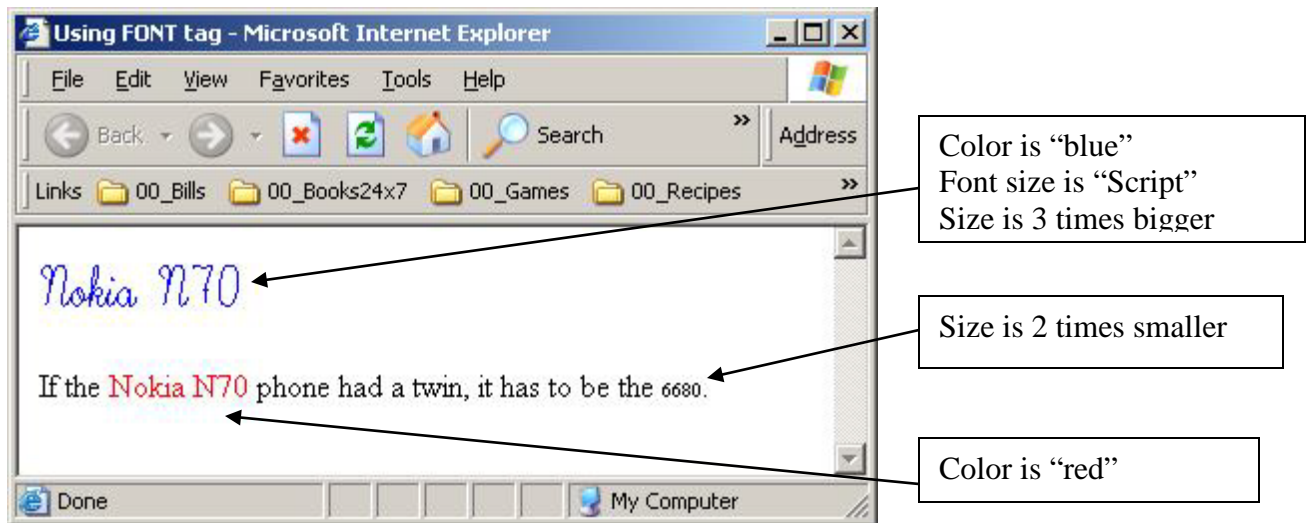 Using FONT tag - Microsoft Internet Explorer
File Edit View Favorites Tools Help
Back Search » Address
Links 00_Bills 00_Books24x7 00_Games 00_Recipes »
Nokia N70
If the Nokia N70 phone had a twin, it has to be the 6680.
Done My Computer
Color is “blue”
Font size is “Script”
Size is 3 times bigger
Size is 2 times smaller
Color is “red”